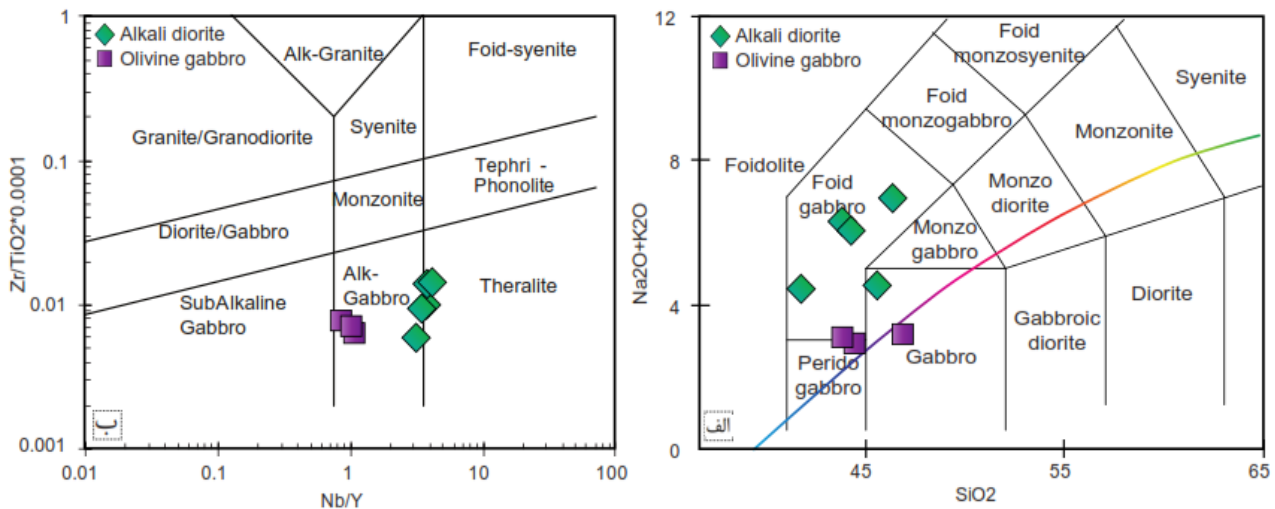 1
0.1
0.01
0.001
Zr/TiO2*0.0001
Alkali diorite
Olivine gabbro
Alk-Granite
Foid-syenite
Granite/Granodiorite
Syenite
Tephri -
Phonolite
Monzonite
Diorite/Gabbro
Alk-
Gabbro
Theralite
SubAlkaline
Gabbro
ب
0.01
0.1
1
10
100
Nb/Y
12
8
4
0
Na2O+K2O
Alkali diorite
Olivine gabbro
Foid
monzosyenite
Syenite
Foid
monzogabbro
Monzonite
Foidolite
Foid
gabbro
Monzo
diorite
Monzo
gabbro
Diorite
Gabbroic
diorite
Gabbro
Perido
gabbro
الف
45
55
65
SiO2